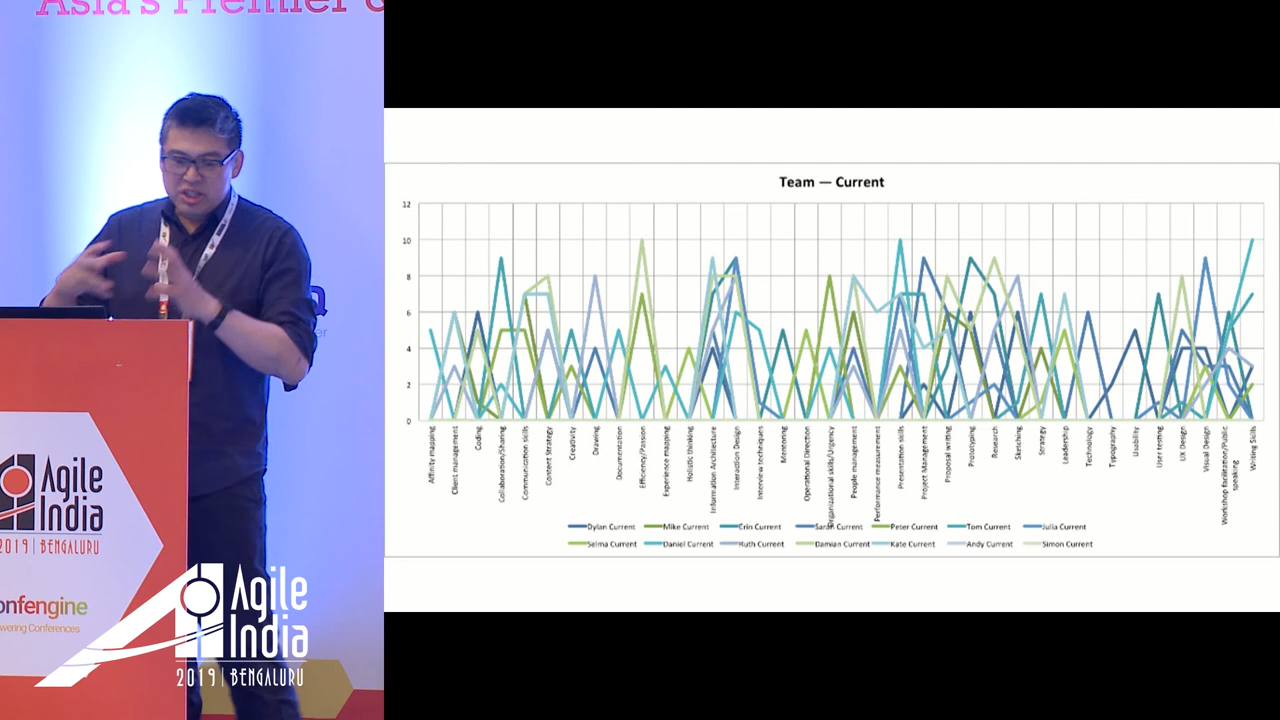 Asia's Premier
Agile
India
2019 | BENGALURU
onfengine
wering Conferences
Agile
India
2019 | BENGALURU
Team — Current
12
10
8
6
4
2
0
Affinity mapping
Client management
Coding
Collaboration/Sharing
Communication skills
Content Strategy
Creativity
Drawing
Documentation
Efficiency/Passion
Experience mapping
Holistic thinking
Information Architecture
Interaction Design
Interview techniques
Mentoring
Operational Direction
Organizational skills/Urgency
People management
Performance measurement
Presentation skills
Project Management
Proposal writing
Prototyping
Research
Sketching
Strategy
Leadership
Technology
Typography
Usability
User testing
UX Design
Visual Design
Workshop facilitation/Public
speaking
Writing Skills
Dylan Current Mike Current Erin Current Sarah Current Peter Current Tom Current Julia Current
Selma Current Daniel Current Ruth Current Damian Current Kate Current Andy Current Simon Current